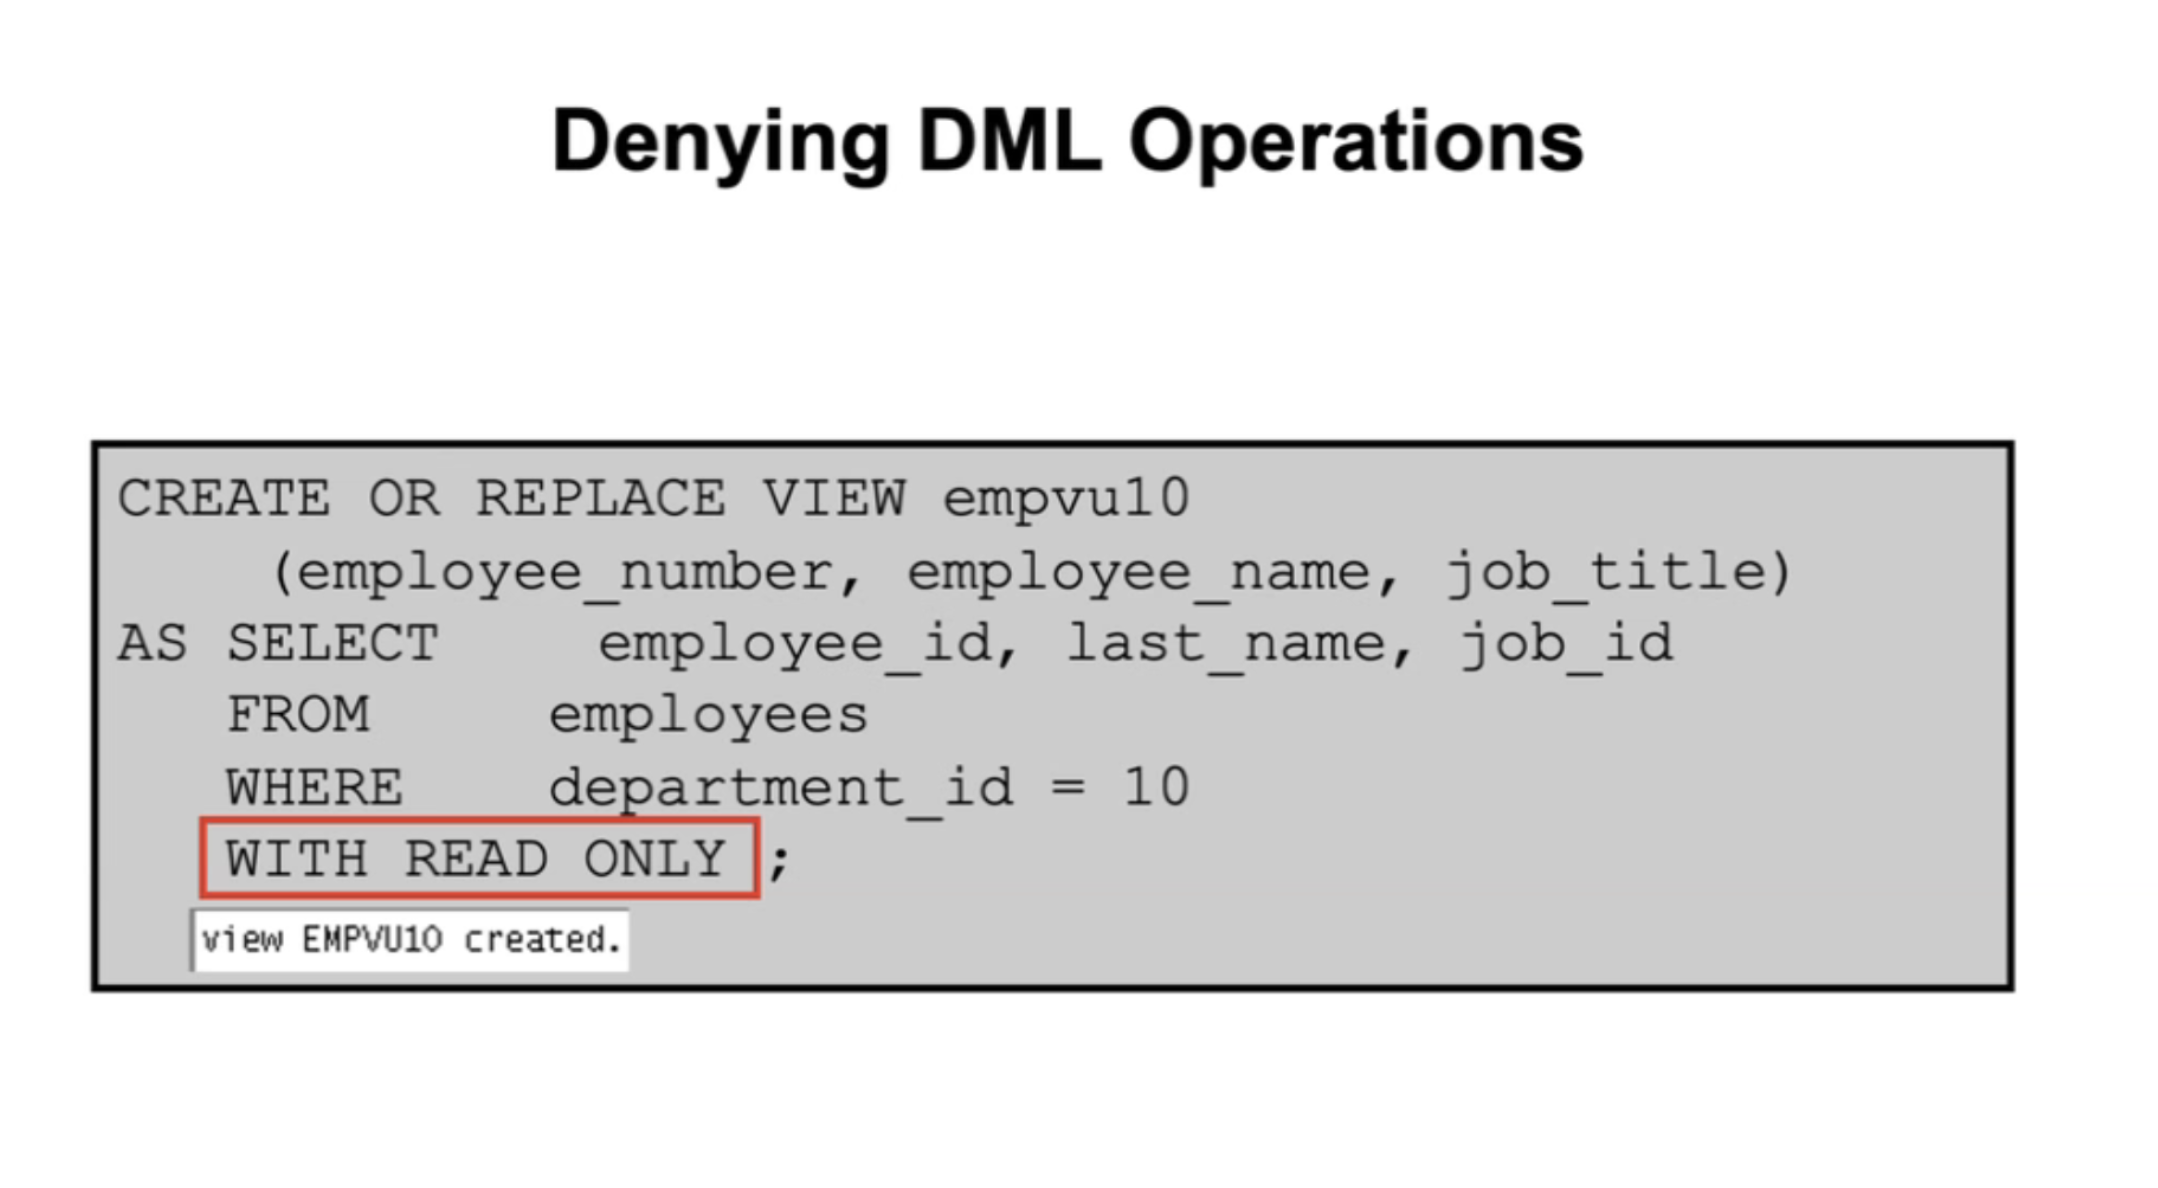 Denying DML Operations
CREATE OR REPLACE VIEW empvu10
(employee_number, employee_name, job_title)
AS SELECT employee_id, last_name, job_id
FROM employees
WHERE department_id = 10
WITH READ ONLY ;
view EMPVU10 created.